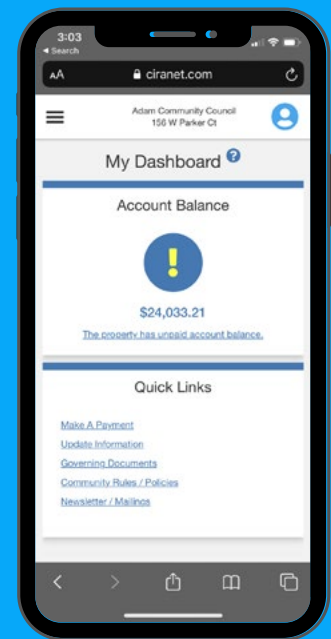 3:03
◀ Search
AA
ciranet.com
Adam Community Council
156 W Parker Ct
My Dashboard ?
Account Balance
!
$24,033.21
The property has unpaid account balance.
Quick Links
Make A Payment
Update Information
Governing Documents
Community Rules / Policies
Newsletter / Mailings